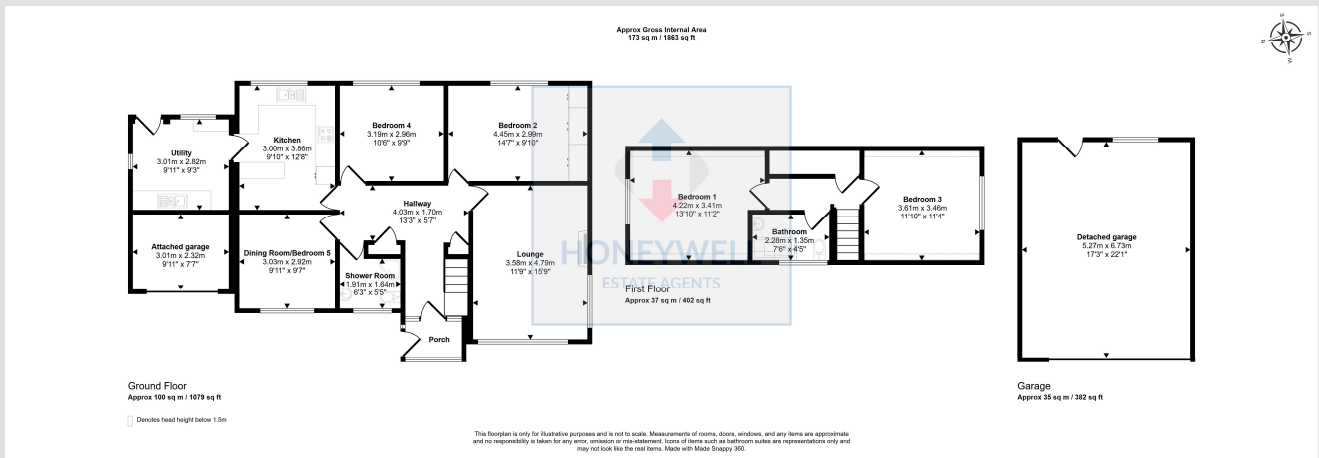 Approx Gross Internal Area
173 sq m / 1863 sq ft
Kitchen
3.00m x 3.86m
9'10" x 12'8"
Bedroom 4
3.19m x 2.96m
10'6" x 9'9"
Bedroom 2
4.45m x 2.99m
14'7" x 9'10"
Utility
3.01m x 2.82m
9'11" x 9'3"
Hallway
4.03m x 1.70m
13'3" x 5'7"
Attached garage
3.01m x 2.32m
9'11" x 7'7"
Dining Room/Bedroom 5
3.03m x 2.92m
9'11" x 9'7"
Shower Room
1.91m x 1.64m
6'3" x 5'5"
Lounge
3.58m x 4.79m
11'9" x 15'9"
Porch
Bedroom 1
4.22m x 3.41m
13'10" x 11'2"
Bathroom
2.28m x 1.35m
7'6" x 4'5"
Bedroom 3
3.61m x 3.46m
11'10" x 11'4"
Detached garage
5.27m x 6.73m
17'3" x 22'1"
HONEYWELL
ESTATE AGENTS
First Floor
Approx 37 sq m / 402 sq ft
Ground Floor
Approx 100 sq m / 1079 sq ft
Garage
Approx 35 sq m / 382 sq ft
Denotes head height below 1.5m
This floorplan is only for illustrative purposes and is not to scale. Measurements of rooms, doors, windows, and any items are approximate
and no responsibility is taken for any error, omission or mis-statement. Icons of items such as bathroom suites are representations only and
may not look like the real items. Made with Made Snappy 360.